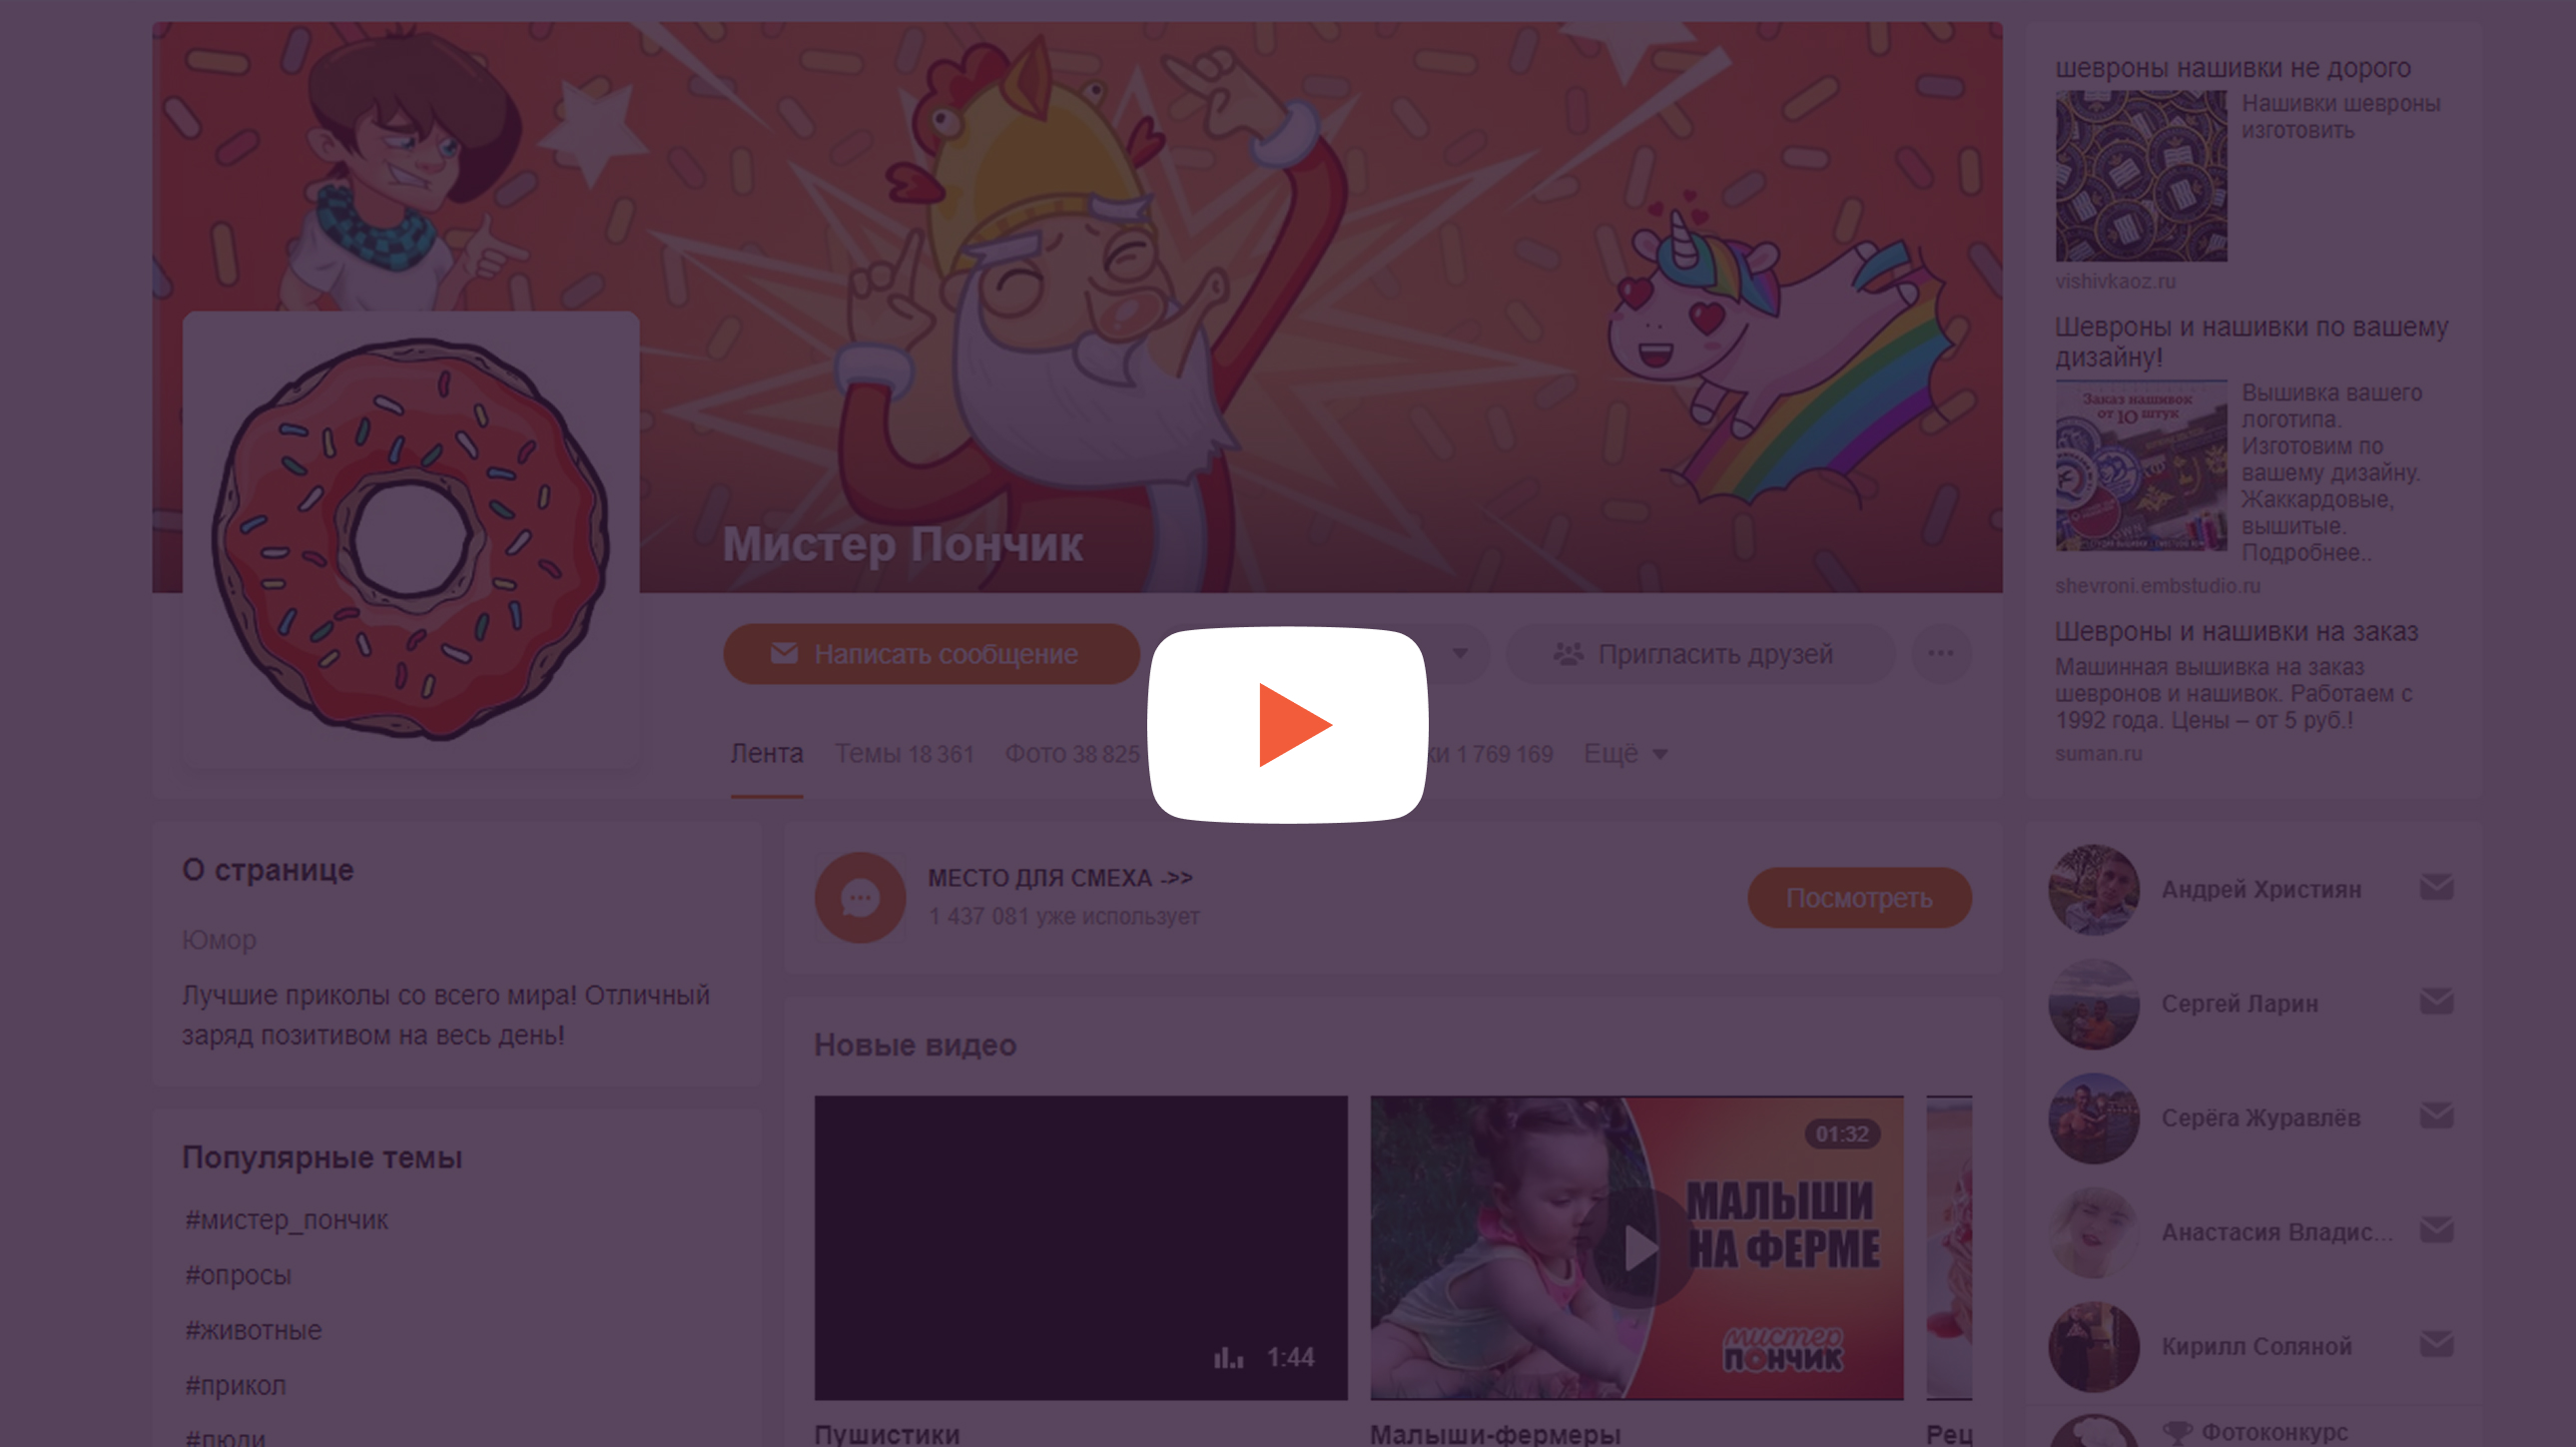 Мистер Пончик
Написать сообщение
Пригласить друзей
Лента
Темы 18 361
Фото 38 825
ки 1 769 169
Ещё
О странице
Юмор
Лучшие приколы со всего мира! Отличный
заряд позитивом на весь день!
Популярные темы
#мистер_пончик
#опросы
#животные
#прикол
#люди
МЕСТО ДЛЯ СМЕХА ->>
1 437 081 уже использует
Посмотреть
Новые видео
1:44
Пушистики
01:32
МАЛЫШИ
НА ФЕРМЕ
мистер
ПОНЧИК
Малыши-фермеры
Рец
шевроны нашивки не дорого
Нашивки шевроны
изготовить
vishivkaoz.ru
Шевроны и нашивки по вашему
дизайну!
Заказ нашивок
от 10 штук
Вышивка вашего
логотипа.
Изготовим по
вашему дизайну.
Жаккардовые,
вышитые.
Подробнее..
shevroni.embstudio.ru
Шевроны и нашивки на заказ
Машинная вышивка на заказ
шевронов и нашивок. Работаем с
1992 года. Цены – от 5 руб.!
suman.ru
Андрей Християн
Сергей Ларин
Серёга Журавлёв
Анастасия Владис...
Кирилл Соляной
Фотоконкурс